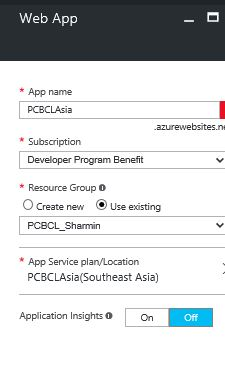 Web App
* App name
PCBCLAsia
.azurewebsites.ne
* Subscription
Developer Program Benefit
* Resource Group
Create new Use existing
PCBCL_Sharmin
* App Service plan/Location
PCBCLAsia(Southeast Asia)
Application Insights On Off